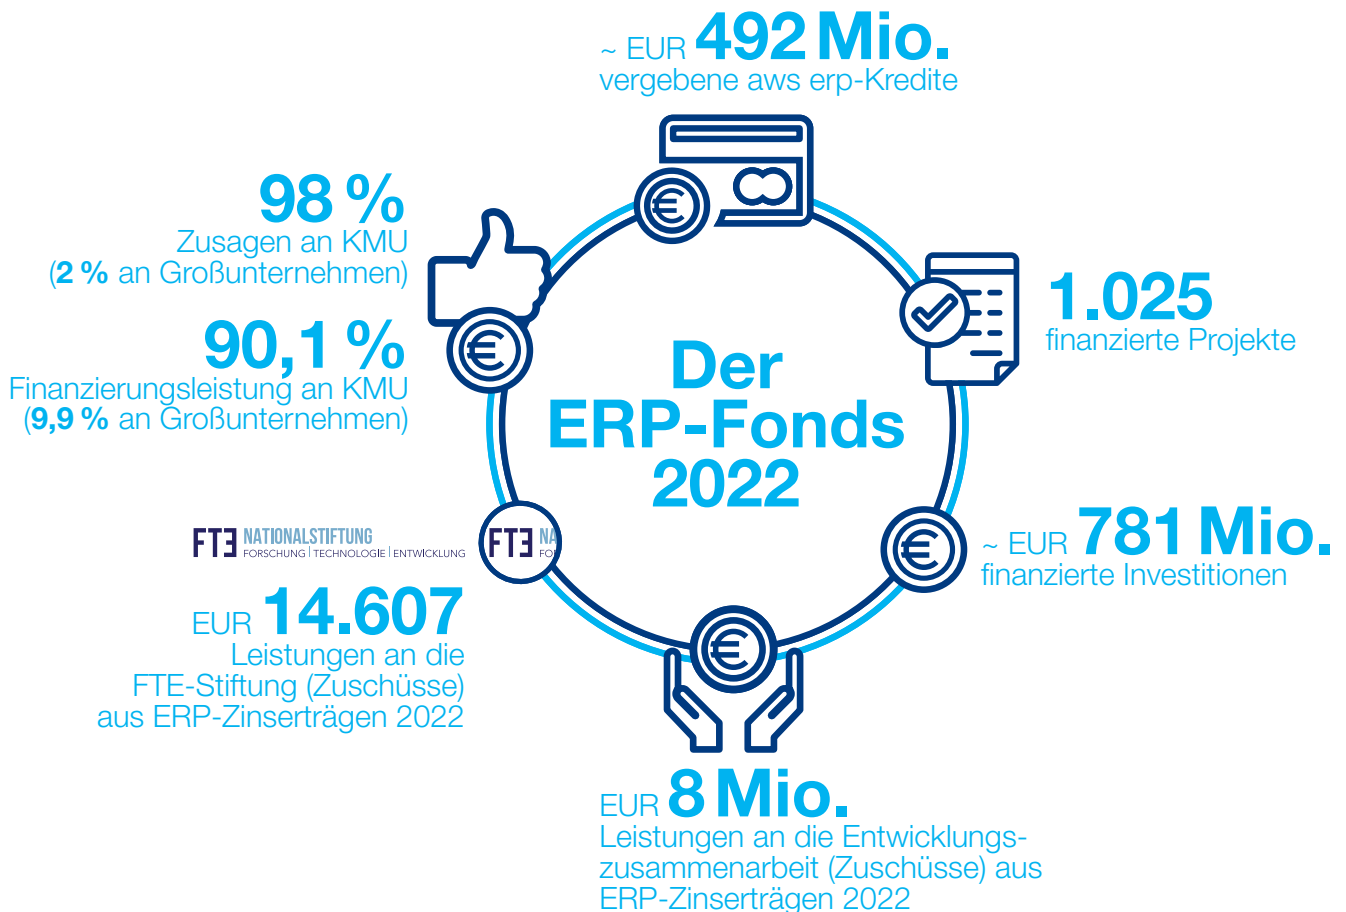 ~ EUR 492 Mio.
vergebene aws erp-Kredite
98 %
Zusagen an KMU
(2 % an Großunternehmen)
90,1 %
Finanzierungsleistung an KMU
(9,9 % an Großunternehmen)
1.025
finanzierte Projekte
Der
ERP-Fonds
2022
FTE NATIONALSTIFTUNG
FORSCHUNG | TECHNOLOGIE | ENTWICKLUNG
FTE NA
FO
EUR 14.607
Leistungen an die
FTE-Stiftung (Zuschüsse)
aus ERP-Zinserträgen 2022
~ EUR 781 Mio.
finanzierte Investitionen
EUR 8 Mio.
Leistungen an die Entwicklungs-
zusammenarbeit (Zuschüsse) aus
ERP-Zinserträgen 2022